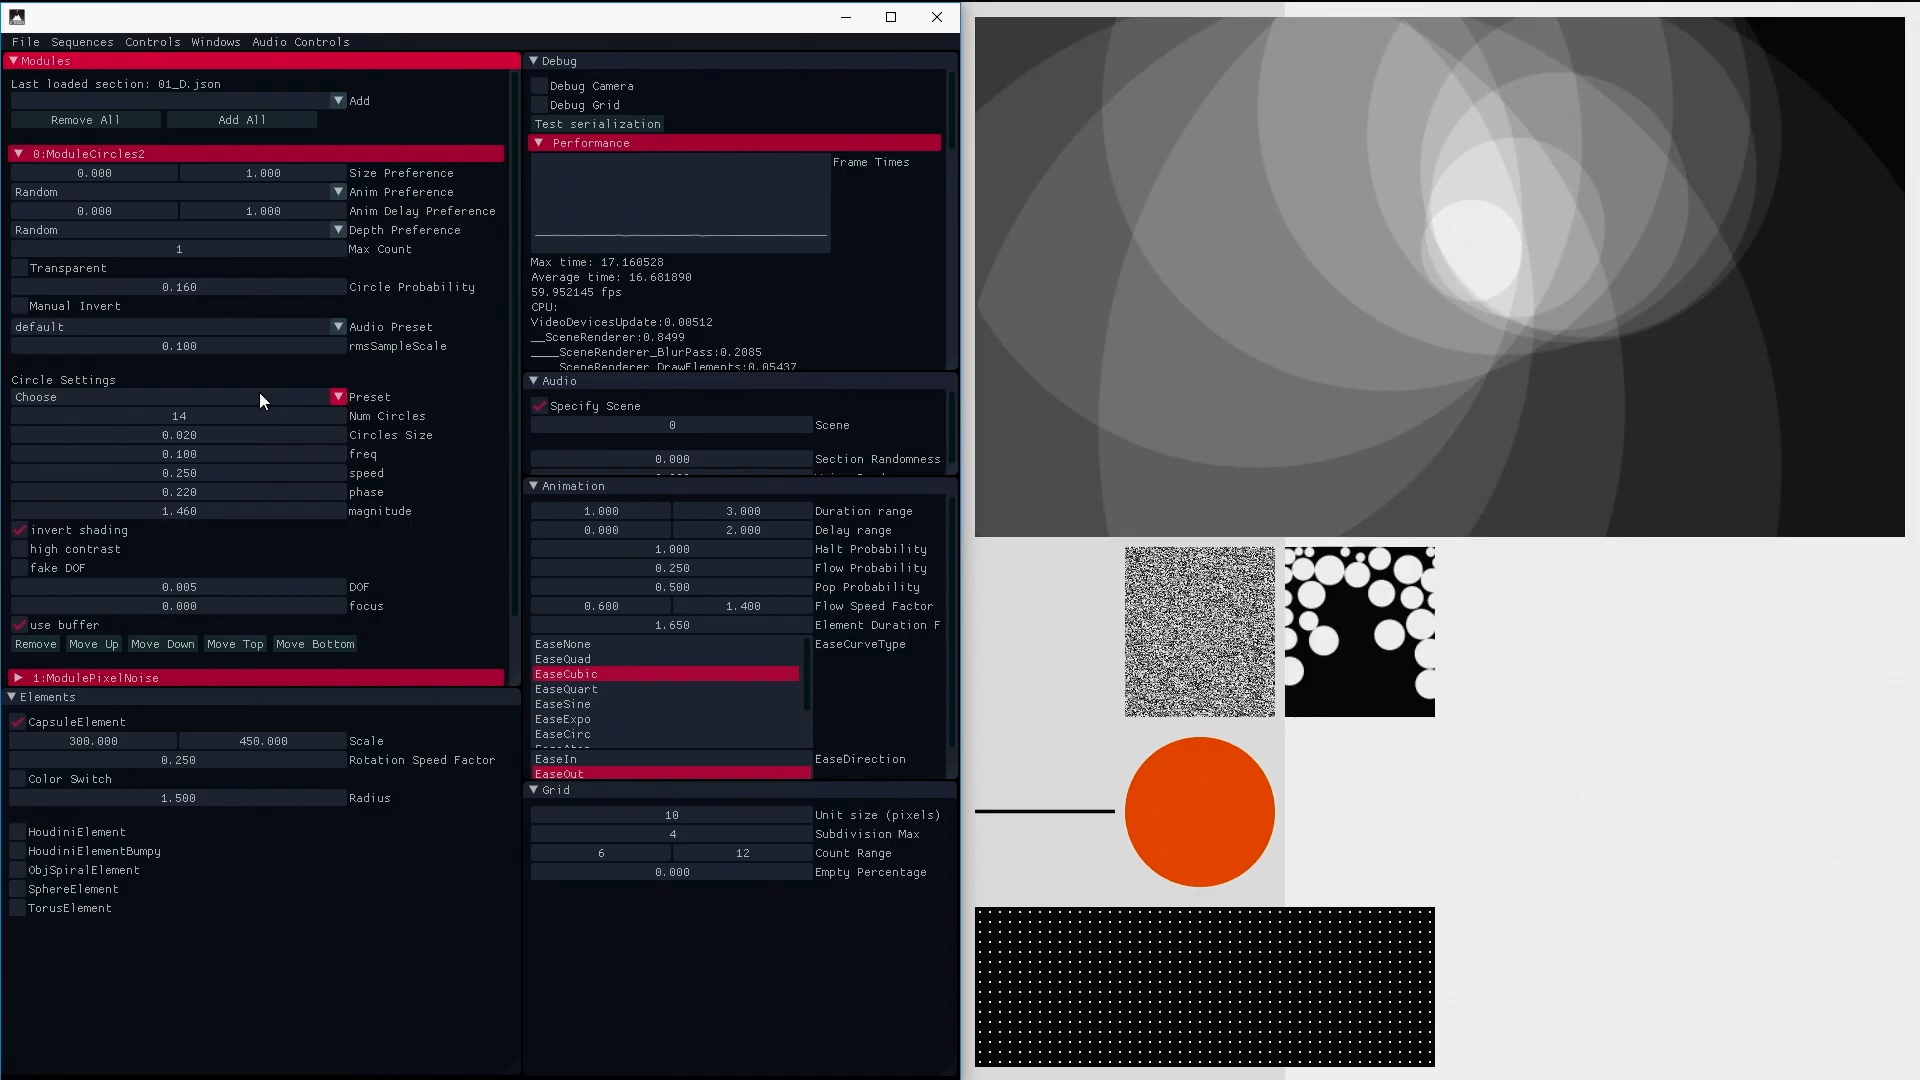 File Sequences Controls Windows Audio Controls
Modules
Last loaded section: 01_D.json
Add
Remove All Add All
0:ModuleCircles2
0.000 1.000 Size Preference
Random Anim Preference
0.000 1.000 Anim Delay Preference
Random Depth Preference
1 Max Count
Transparent
0.160 Circle Probability
Manual Invert
default Audio Preset
0.100 rmsSampleScale
Circle Settings
Choose Preset
14 Num Circles
0.020 Circles Size
0.100 freq
0.250 speed
0.220 phase
1.460 magnitude
invert shading
high contrast
fake DOF
0.005 DOF
0.000 focus
use buffer
Remove Move Up Move Down Move Top Move Bottom
1:ModulePixelNoise
Elements
CapsuleElement
300.000 450.000 Scale
0.250 Rotation Speed Factor
Color Switch
1.500 Radius
HoudiniElement
HoudiniElementBumpy
ObjSpiralElement
SphereElement
TorusElement
Debug
Debug Camera
Debug Grid
Test serialization
Performance
Frame Times
Max time: 17.160528
Average time: 16.681890
59.952145 fps
CPU:
VideoDevicesUpdate:0.00512
__SceneRenderer:0.8499
____SceneRenderer_BlurPass:0.2085
____SceneRenderer_DrawElements:0.05437
Audio
Specify Scene
0 Scene
0.000 Section Randomness
Animation
1.000 3.000 Duration range
0.000 2.000 Delay range
1.000 Halt Probability
0.250 Flow Probability
0.500 Pop Probability
0.600 1.400 Flow Speed Factor
1.650 Element Duration F
EaseNone EaseCurveType
EaseQuad
EaseCubic
EaseQuart
EaseSine
EaseExpo
EaseCirc
EaseIn EaseDirection
EaseOut
Grid
10 Unit size (pixels)
4 Subdivision Max
6 12 Count Range
0.000 Empty Percentage